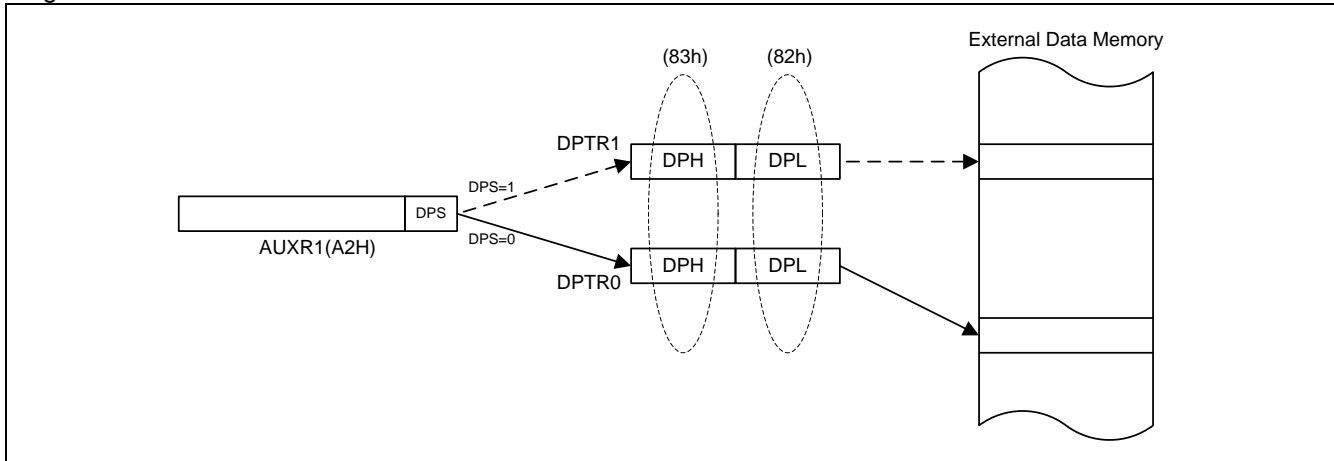 External Data Memory
(83h)
(82h)
DPTR1
DPH
DPL
DPS=1
DPS
DPS=0
AUXR1(A2H)
DPH
DPL
DPTR0